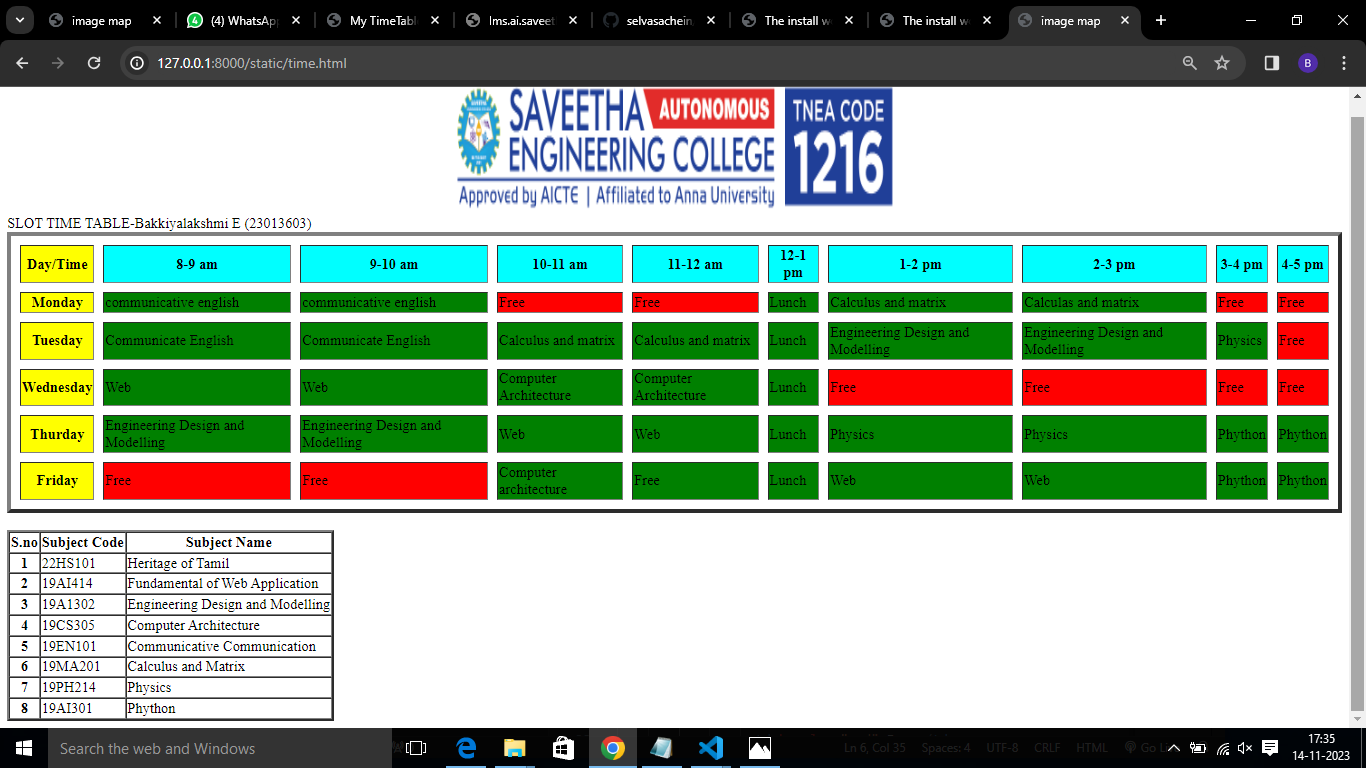 image map
(4) WhatsAp
My TimeTabl
lms.ai.saveet
selvasachein
The install w
The install w
image map
127.0.0.1:8000/static/time.html
B
SAVEETHA AUTONOMOUS
ENGINEERING COLLEGE
Approved by AICTE | Affiliated to Anna University
TNEA CODE
1216
SLOT TIME TABLE-Bakkiyalakshmi E (23013603)
Day/Time 8-9 am 9-10 am 10-11 am 11-12 am 12-1 pm 1-2 pm 2-3 pm 3-4 pm 4-5 pm
Monday communicative english communicative english Free Free Lunch Calculus and matrix Calculas and matrix Free Free
Tuesday Communicate English Communicate English Calculus and matrix Calculus and matrix Lunch Engineering Design and Modelling Engineering Design and Modelling Physics Free
Wednesday Web Web Computer Architecture Computer Architecture Lunch Free Free Free Free
Thurday Engineering Design and Modelling Engineering Design and Modelling Web Web Lunch Physics Physics Phython Phython
Friday Free Free Computer architecture Free Lunch Web Web Phython Phython
S.no Subject Code Subject Name
1 22HS101 Heritage of Tamil
2 19AI414 Fundamental of Web Application
3 19A1302 Engineering Design and Modelling
4 19CS305 Computer Architecture
5 19EN101 Communicative Communication
6 19MA201 Calculus and Matrix
7 19PH214 Physics
8 19AI301 Phython
Search the web and Windows
Ln 6, Col 35 Spaces: 4 UTF-8 CRLF HTML Go Li
17:35
14-11-2023